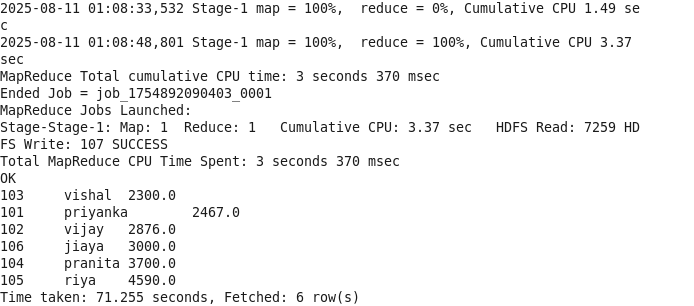 2025-08-11 01:08:33,532 Stage-1 map = 100%,  reduce = 0%, Cumulative CPU 1.49 se
c
2025-08-11 01:08:48,801 Stage-1 map = 100%,  reduce = 100%, Cumulative CPU 3.37
sec
MapReduce Total cumulative CPU time: 3 seconds 370 msec
Ended Job = job_1754892090403_0001
MapReduce Jobs Launched:
Stage-Stage-1: Map: 1  Reduce: 1   Cumulative CPU: 3.37 sec   HDFS Read: 7259 HD
FS Write: 107 SUCCESS
Total MapReduce CPU Time Spent: 3 seconds 370 msec
OK
103     vishal  2300.0
101     priyanka        2467.0
102     vijay   2876.0
106     jiaya   3000.0
104     pranita 3700.0
105     riya    4590.0
Time taken: 71.255 seconds, Fetched: 6 row(s)